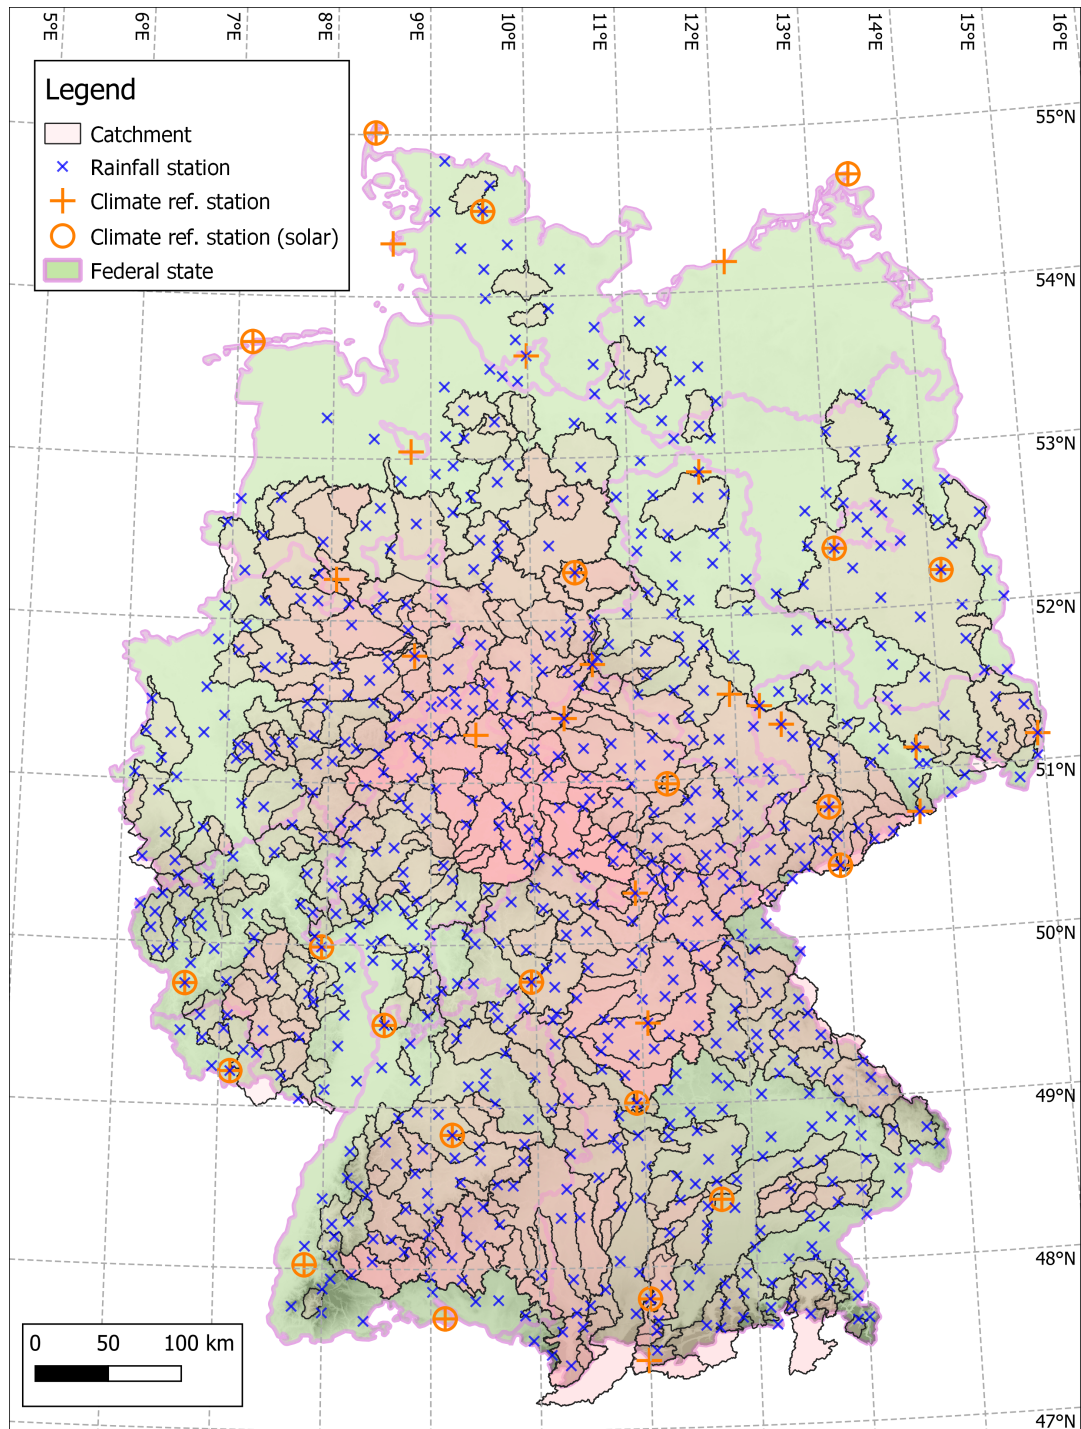 5°E 6°E 7°E 8°E 9°E 10°E 11°E 12°E 13°E 14°E 15°E 16°E
Legend
Catchment
Rainfall station
Climate ref. station
Climate ref. station (solar)
Federal state
55°N
54°N
53°N
52°N
51°N
50°N
49°N
48°N
47°N
0 50 100 km